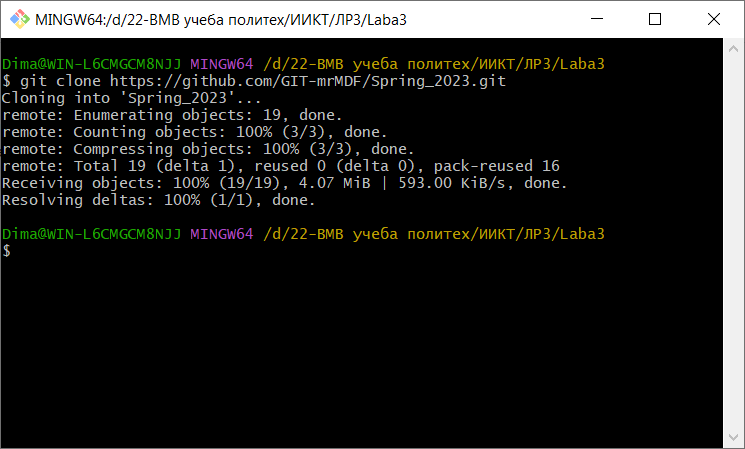 MINGW64:/d/22-ВМВ учеба политех/ИИКТ/ЛР3/Laba3
Dima@WIN-L6CMGCM8NJJ MINGW64 /d/22-ВМВ учеба политех/ИИКТ/ЛР3/Laba3
$ git clone https://github.com/GIT-mrMDF/Spring_2023.git
Cloning into 'Spring_2023'...
remote: Enumerating objects: 19, done.
remote: Counting objects: 100% (3/3), done.
remote: Compressing objects: 100% (3/3), done.
remote: Total 19 (delta 1), reused 0 (delta 0), pack-reused 16
Receiving objects: 100% (19/19), 4.07 MiB | 593.00 KiB/s, done.
Resolving deltas: 100% (1/1), done.
Dima@WIN-L6CMGCM8NJJ MINGW64 /d/22-ВМВ учеба политех/ИИКТ/ЛР3/Laba3
$